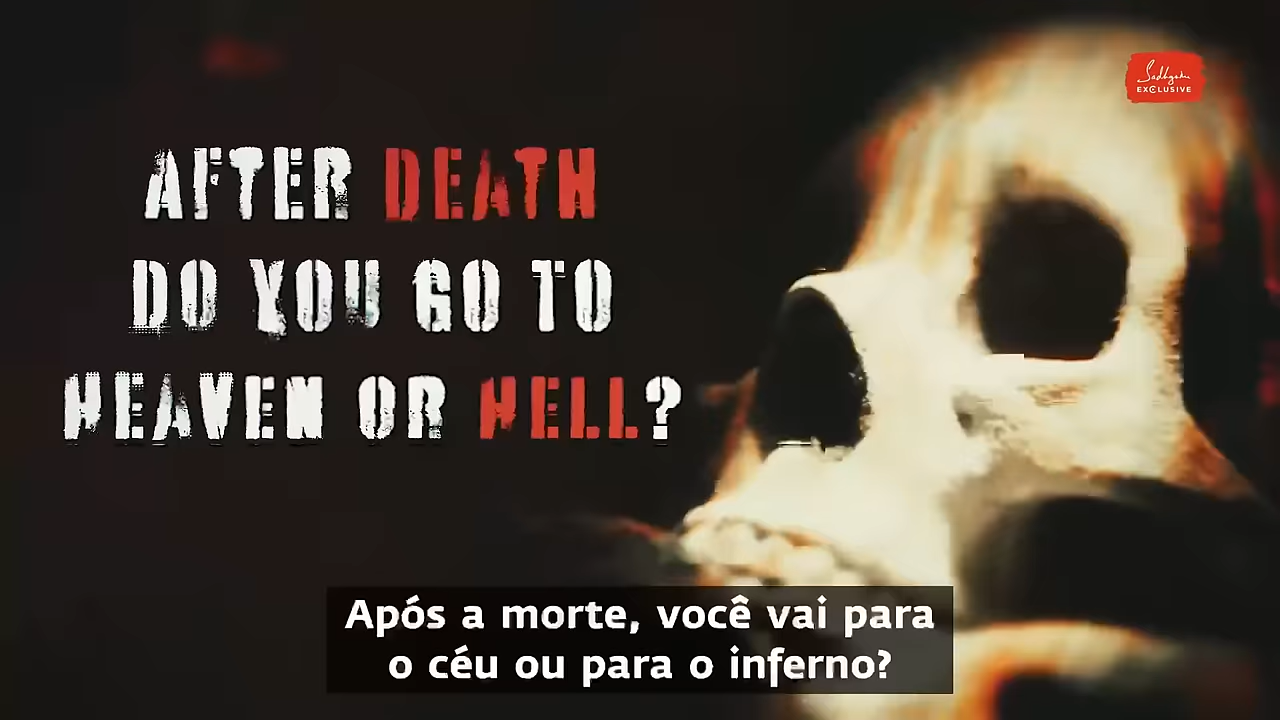 Sadhguru
EXCLUSIVE
AFTER DEATH
DO YOU GO TO
HEAVEN OR HELL?
Após a morte, você vai para
o céu ou para o inferno?